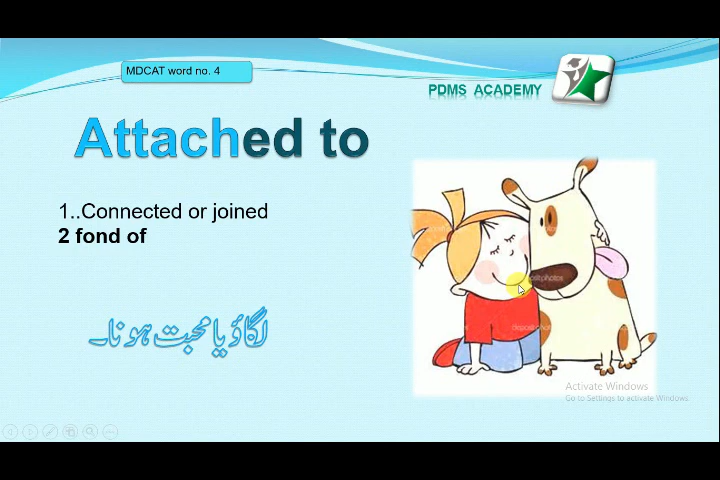 MDCAT word no. 4
PDMS ACADEMY
Attached to
1..Connected or joined
2 fond of
لگاؤ یا محبت ہونا۔
depositphotos
Activate Windows
Go to Settings to activate Windows.